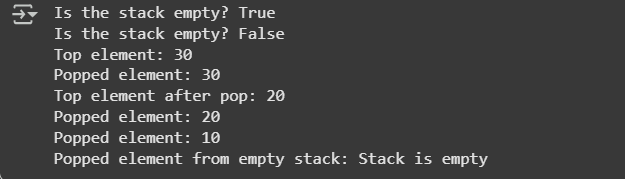 Is the stack empty? True
Is the stack empty? False
Top element: 30
Popped element: 30
Top element after pop: 20
Popped element: 20
Popped element: 10
Popped element from empty stack: Stack is empty